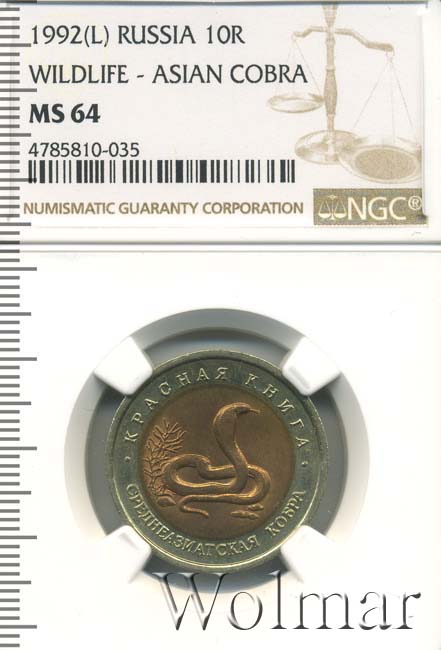 1992(L) RUSSIA 10R
WILDLIFE - ASIAN COBRA
MS 64
4785810-035
NUMISMATIC GUARANTY CORPORATION
NGC®
· КРАСНАЯ КНИГА ·
СРЕДНЕАЗИАТСКАЯ КОБРА
Wolmar